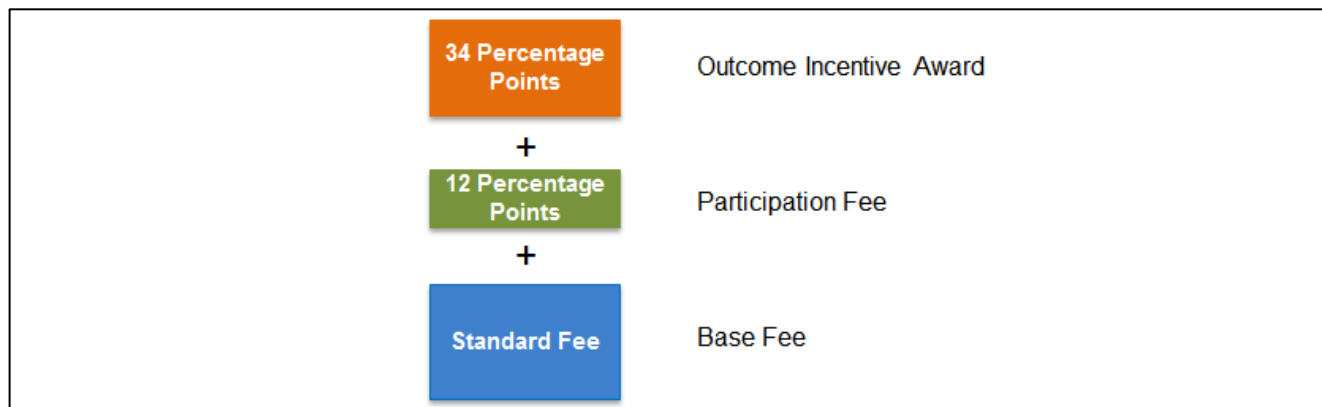 34 Percentage
Points
Outcome Incentive Award
+
12 Percentage
Points
Participation Fee
+
Standard Fee
Base Fee